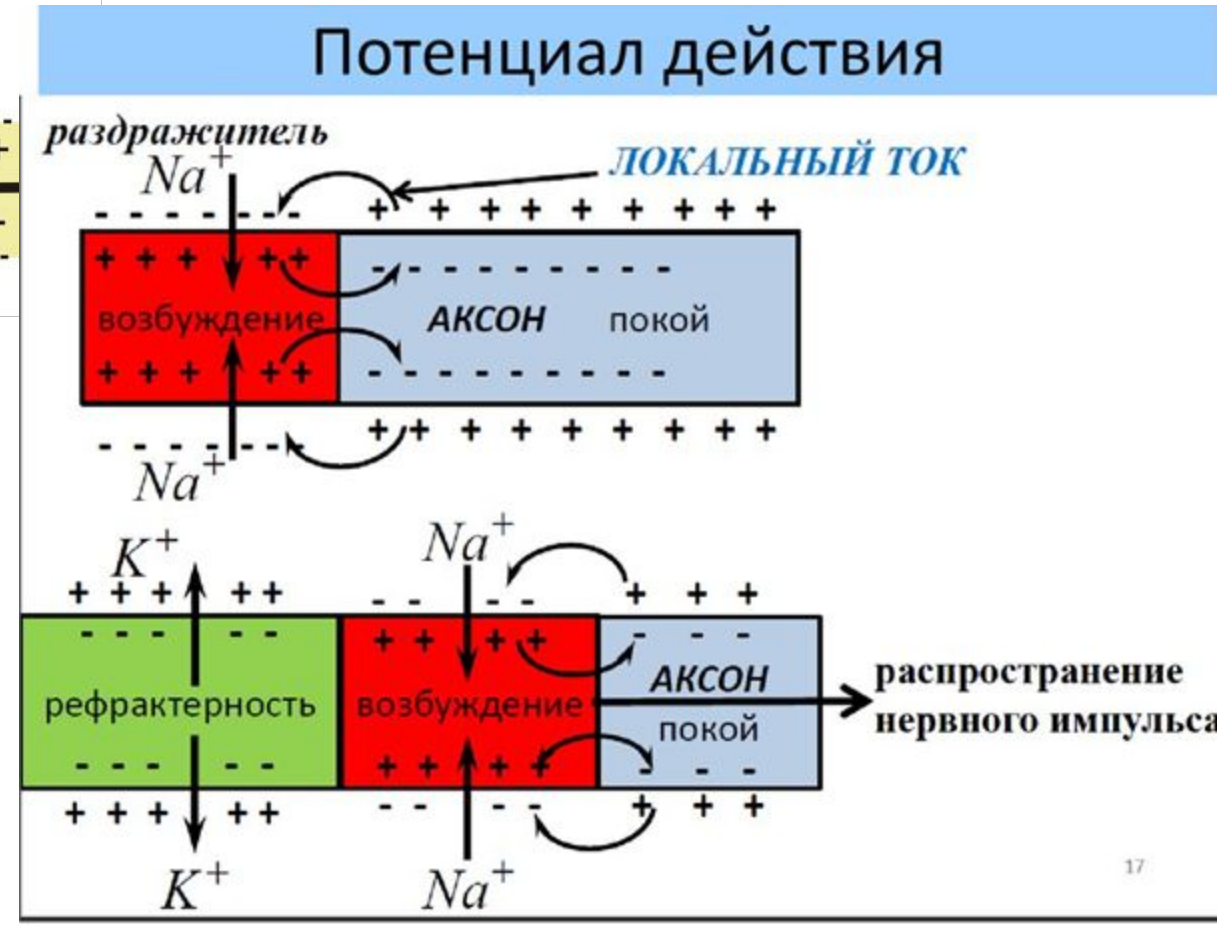 Потенциал действия
раздражитель
Na+
ЛОКАЛЬНЫЙ ТОК
- - - - - - - + + + + + + + + +
+ + + + + - - - - - - - - -
возбуждение АКСОН покой
+ + + + + - - - - - - - - -
- - - - - - - + + + + + + + + +
Na+
K+ Na+
+ + + + + - - - - + + +
- - - - - + + + + - - -
рефрактерность возбуждение АКСОН покой
распространение
нервного импульса
- - - - - + + + + - - -
+ + + + + - - - - + + +
K+ Na+
17